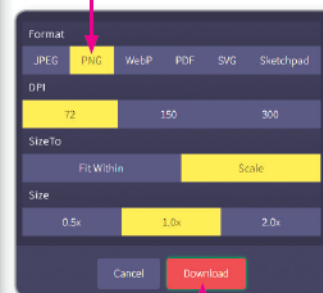 Format
JPEG PNG WebP PDF SVG Sketchpad
DPI
72 150 300
SizeTo
Fit Within Scale
Size
0.5x 1.0x 2.0x
Cancel Download